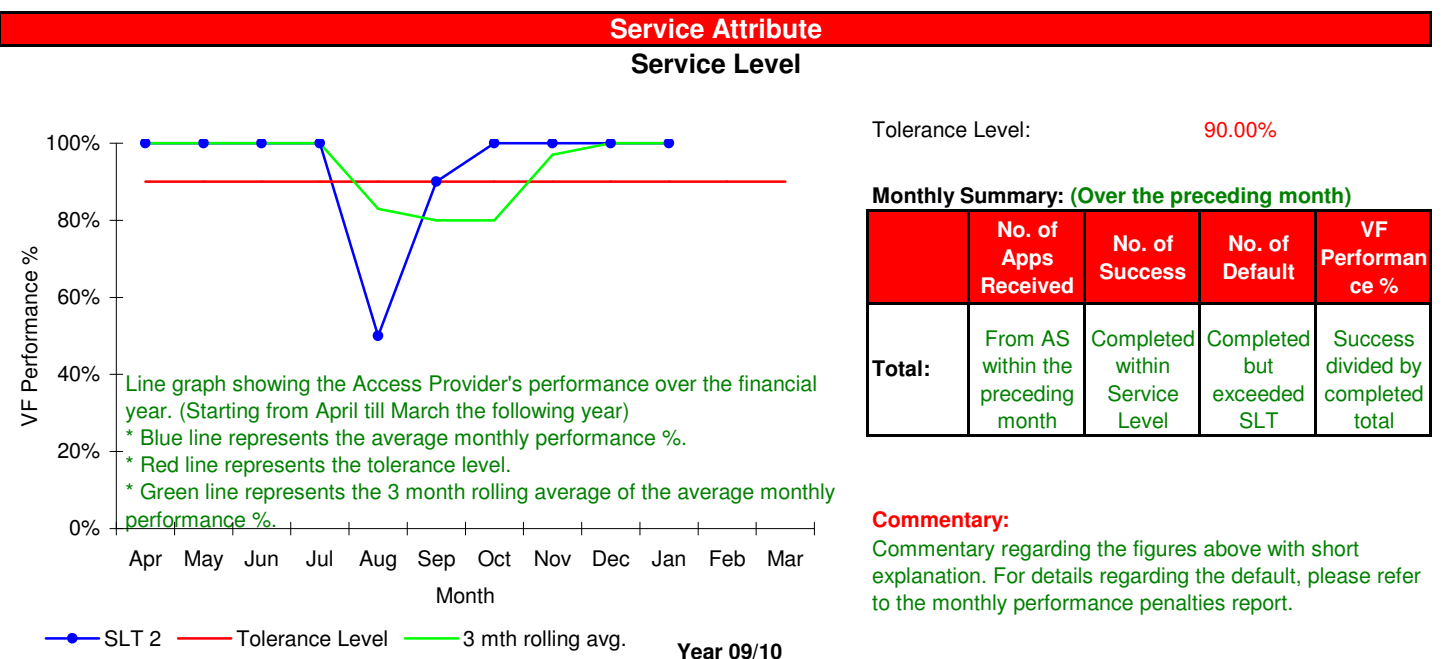 Service Attribute
Service Level
100%
80%
60%
40%
20%
0%
VF Performance %
Line graph showing the Access Provider's performance over the financial
year. (Starting from April till March the following year)
* Blue line represents the average monthly performance %.
* Red line represents the tolerance level.
* Green line represents the 3 month rolling average of the average monthly
performance %.
Apr May Jun Jul Aug Sep Oct Nov Dec Jan Feb Mar
Month
SLT 2 Tolerance Level 3 mth rolling avg.
Year 09/10
Tolerance Level: 90.00%
Monthly Summary: (Over the preceding month)
No. of
Apps
Received
No. of
Success
No. of
Default
VF
Performan
ce %
Total:
From AS
within the
preceding
month
Completed
within
Service
Level
Completed
but
exceeded
SLT
Success
divided by
completed
total
Commentary:
Commentary regarding the figures above with short
explanation. For details regarding the default, please refer
to the monthly performance penalties report.